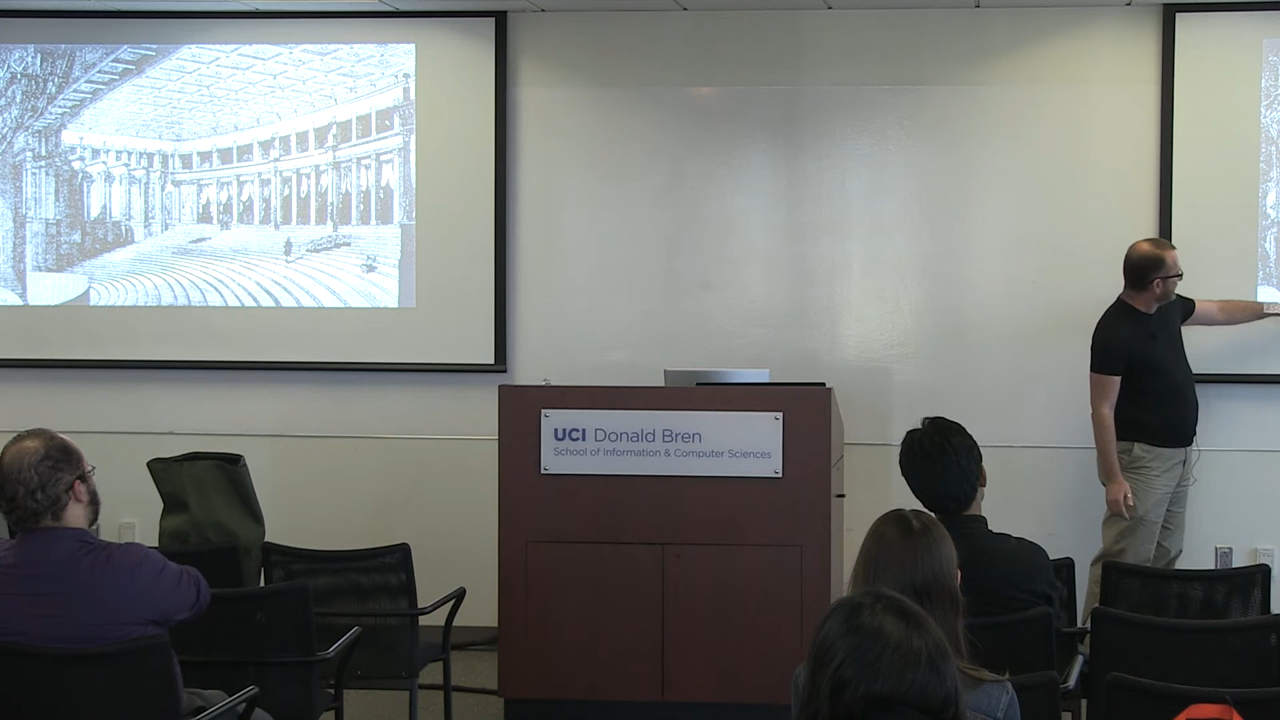 UCI Donald Bren
School of Information & Computer Sciences